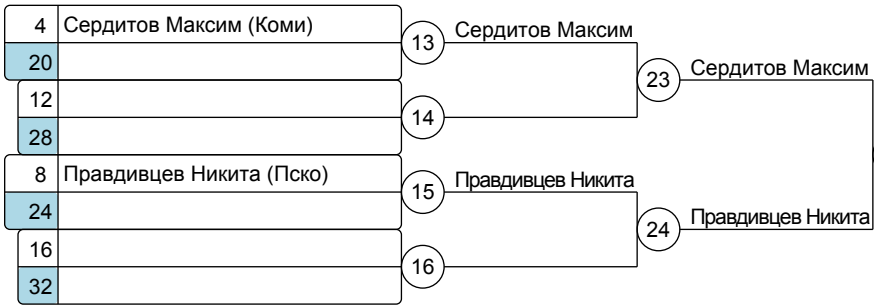 4 Сердитов Максим (Коми)
20
12
28
8 Правдивцев Никита (Пско)
24
16
32
13 Сердитов Максим
14
15 Правдивцев Никита
16
23 Сердитов Максим
24 Правдивцев Никита